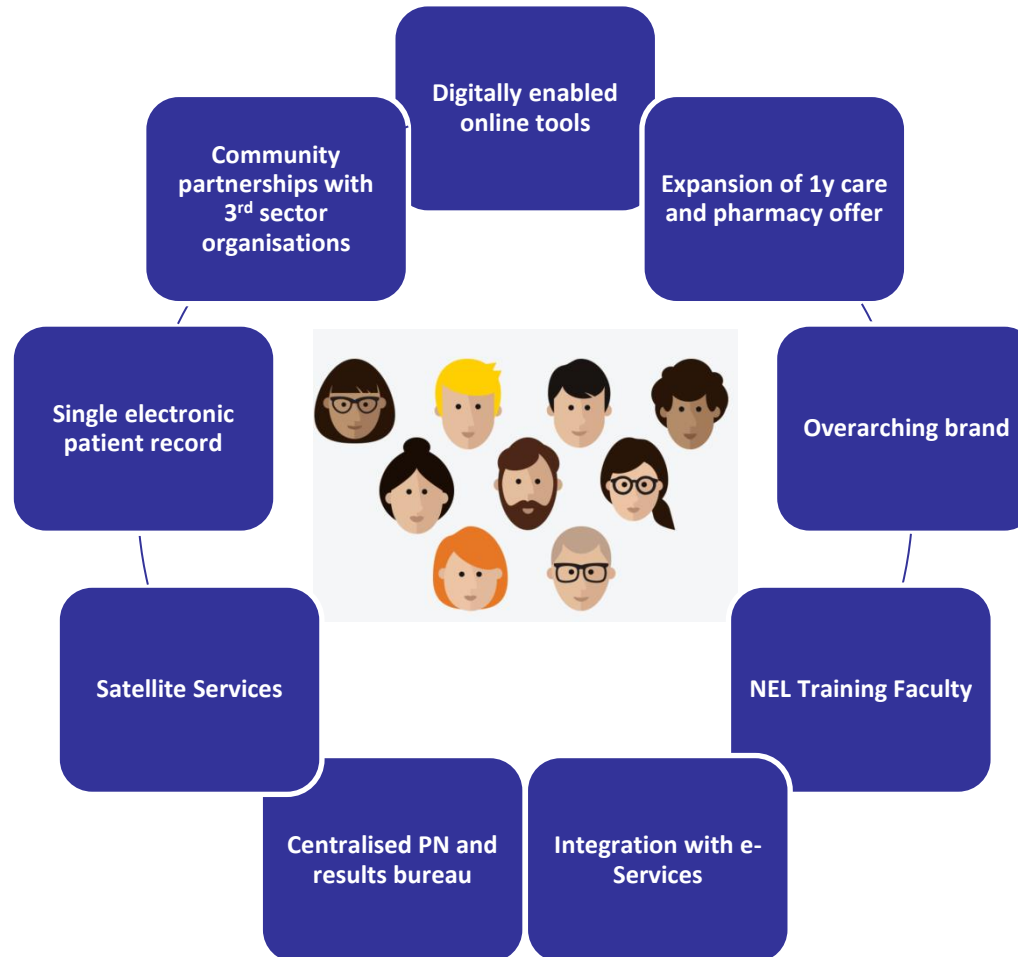 Digitally enabled
online tools
Expansion of 1y care
and pharmacy offer
Overarching brand
NEL Training Faculty
Integration with e-
Services
Centralised PN and
results bureau
Satellite Services
Single electronic
patient record
Community
partnerships with
3rd sector
organisations